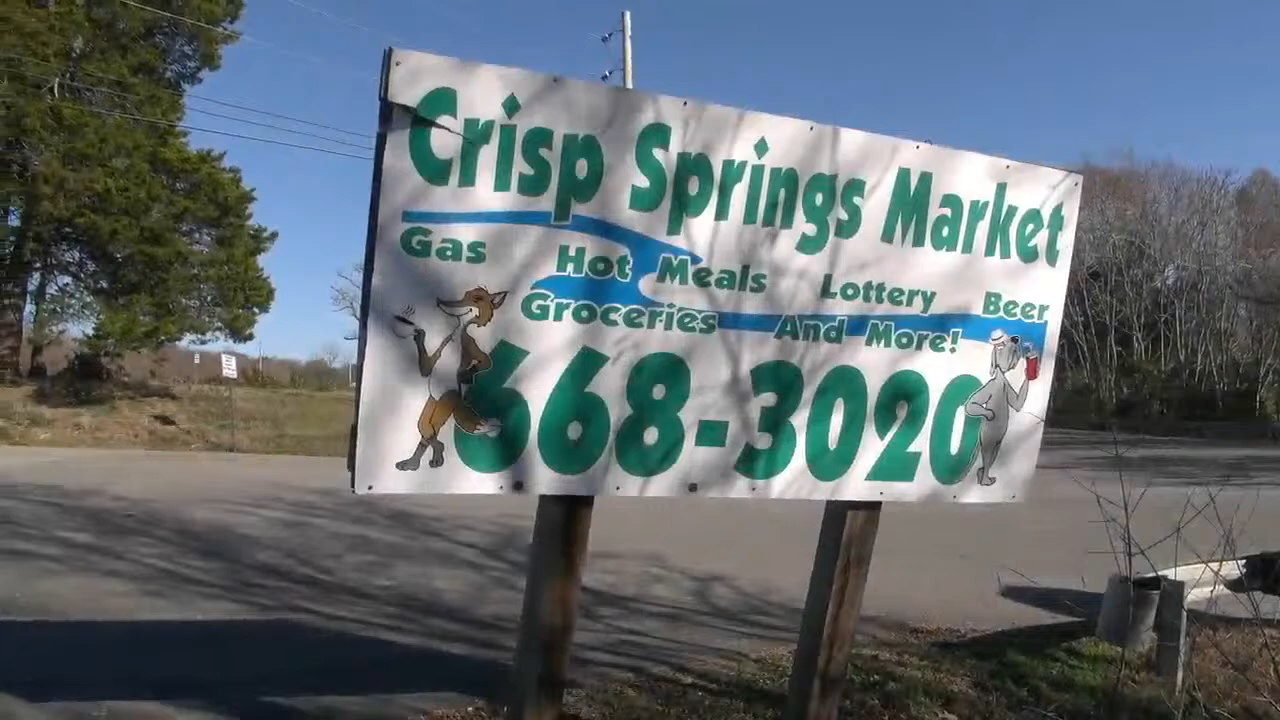 Crisp Springs Market
Gas Hot Meals Lottery Beer
Groceries And More!
668-3020